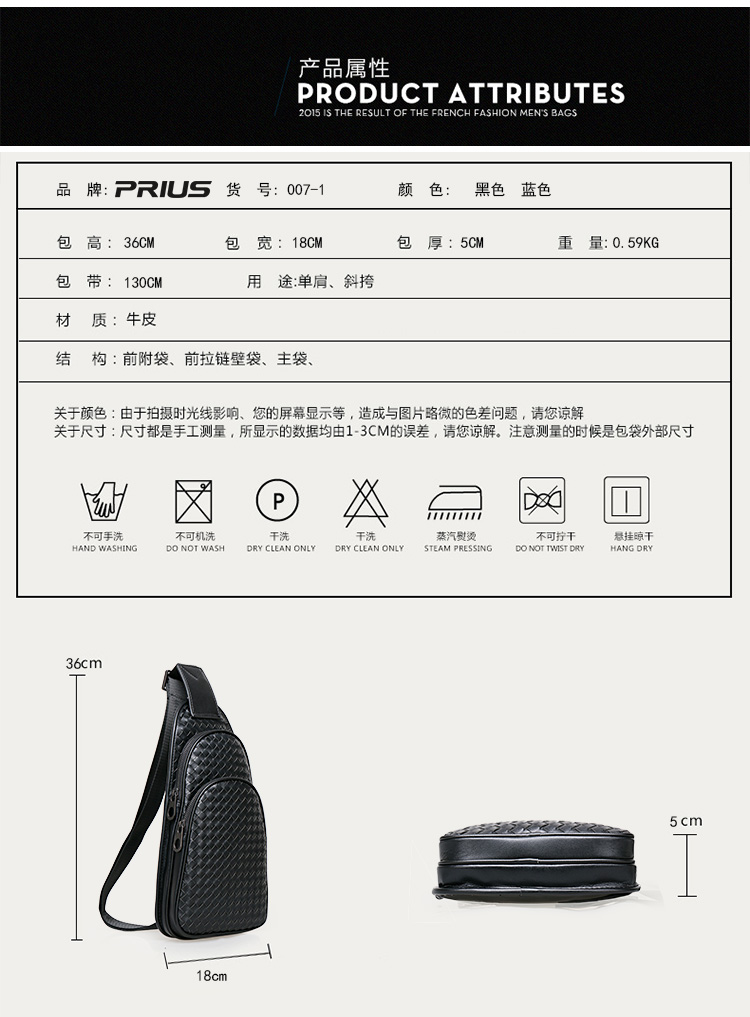 产品属性
PRODUCT ATTRIBUTES
2015 IS THE RESULT OF THE FRENCH FASHION MEN'S BAGS
品 牌: PRIUS 货 号: 007-1 颜 色: 黑色 蓝色
包 高: 36CM 包 宽: 18CM 包 厚: 5CM 重 量: 0.59KG
包 带: 130CM 用 途:单肩、斜挎
材 质: 牛皮
结 构:前附袋、前拉链壁袋、主袋、
关于颜色:由于拍摄时光线影响、您的屏幕显示等,造成与图片略微的色差问题,请您谅解
关于尺寸:尺寸都是手工测量,所显示的数据均由1-3CM的误差,请您谅解。注意测量的时候是包袋外部尺寸
P
不可手洗 不可机洗 干洗 干洗 蒸汽熨烫 不可拧干 悬挂晾干
HAND WASHING DO NOT WASH DRY CLEAN ONLY DRY CLEAN ONLY STEAM PRESSING DO NOT TWIST DRY HANG DRY
36cm
5cm
18cm